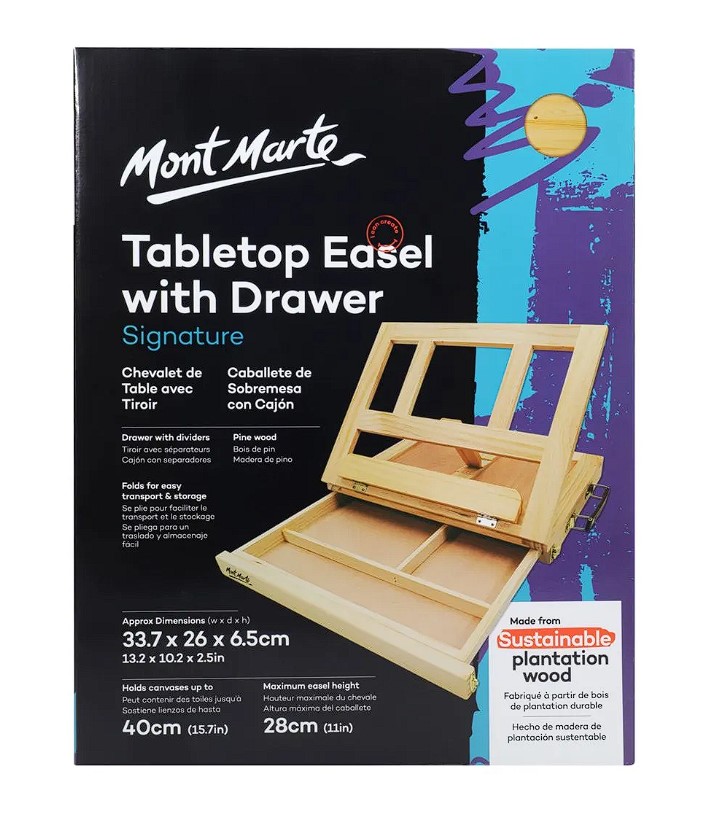 Mont Marte
I can create
Tabletop Easel
with Drawer
Signature
Chevalet de
Table avec
Tiroir
Caballete de
Sobremesa
con Cajón
Drawer with dividers
Tiroir avec séparateurs
Cajón con separadores
Pine wood
Bois de pin
Madera de pino
Folds for easy
transport & storage
Se plie pour faciliter le
transport et le stockage
Se pliega para un
traslado y almacenaje
fácil
Mont Marte
Approx Dimensions (w x d x h)
33.7 x 26 x 6.5cm
13.2 x 10.2 x 2.5in
Holds canvases up to
Peut contenir des toiles jusqu'à
Sostiene lienzos de hasta
40cm (15.7in)
Maximum easel height
Hauteur maximale du chevale
Altura máxima del caballete
28cm (11in)
Made from
Sustainable
plantation
wood
Fabriqué à partir de bois
de plantation durable
Hecho de madera de
plantación sustentable